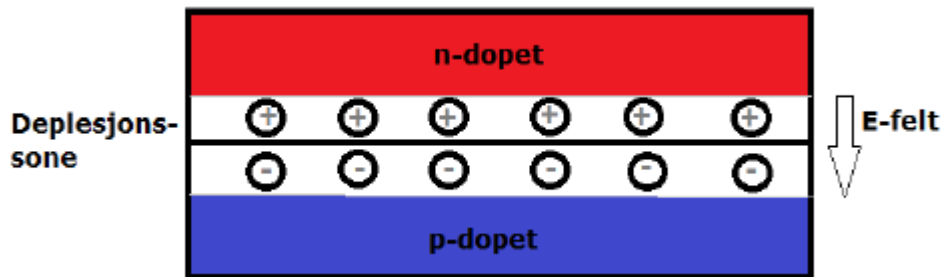 n-dopet
+ + + + + +
Deplesjons-
sone
E-felt
- - - - - -
p-dopet